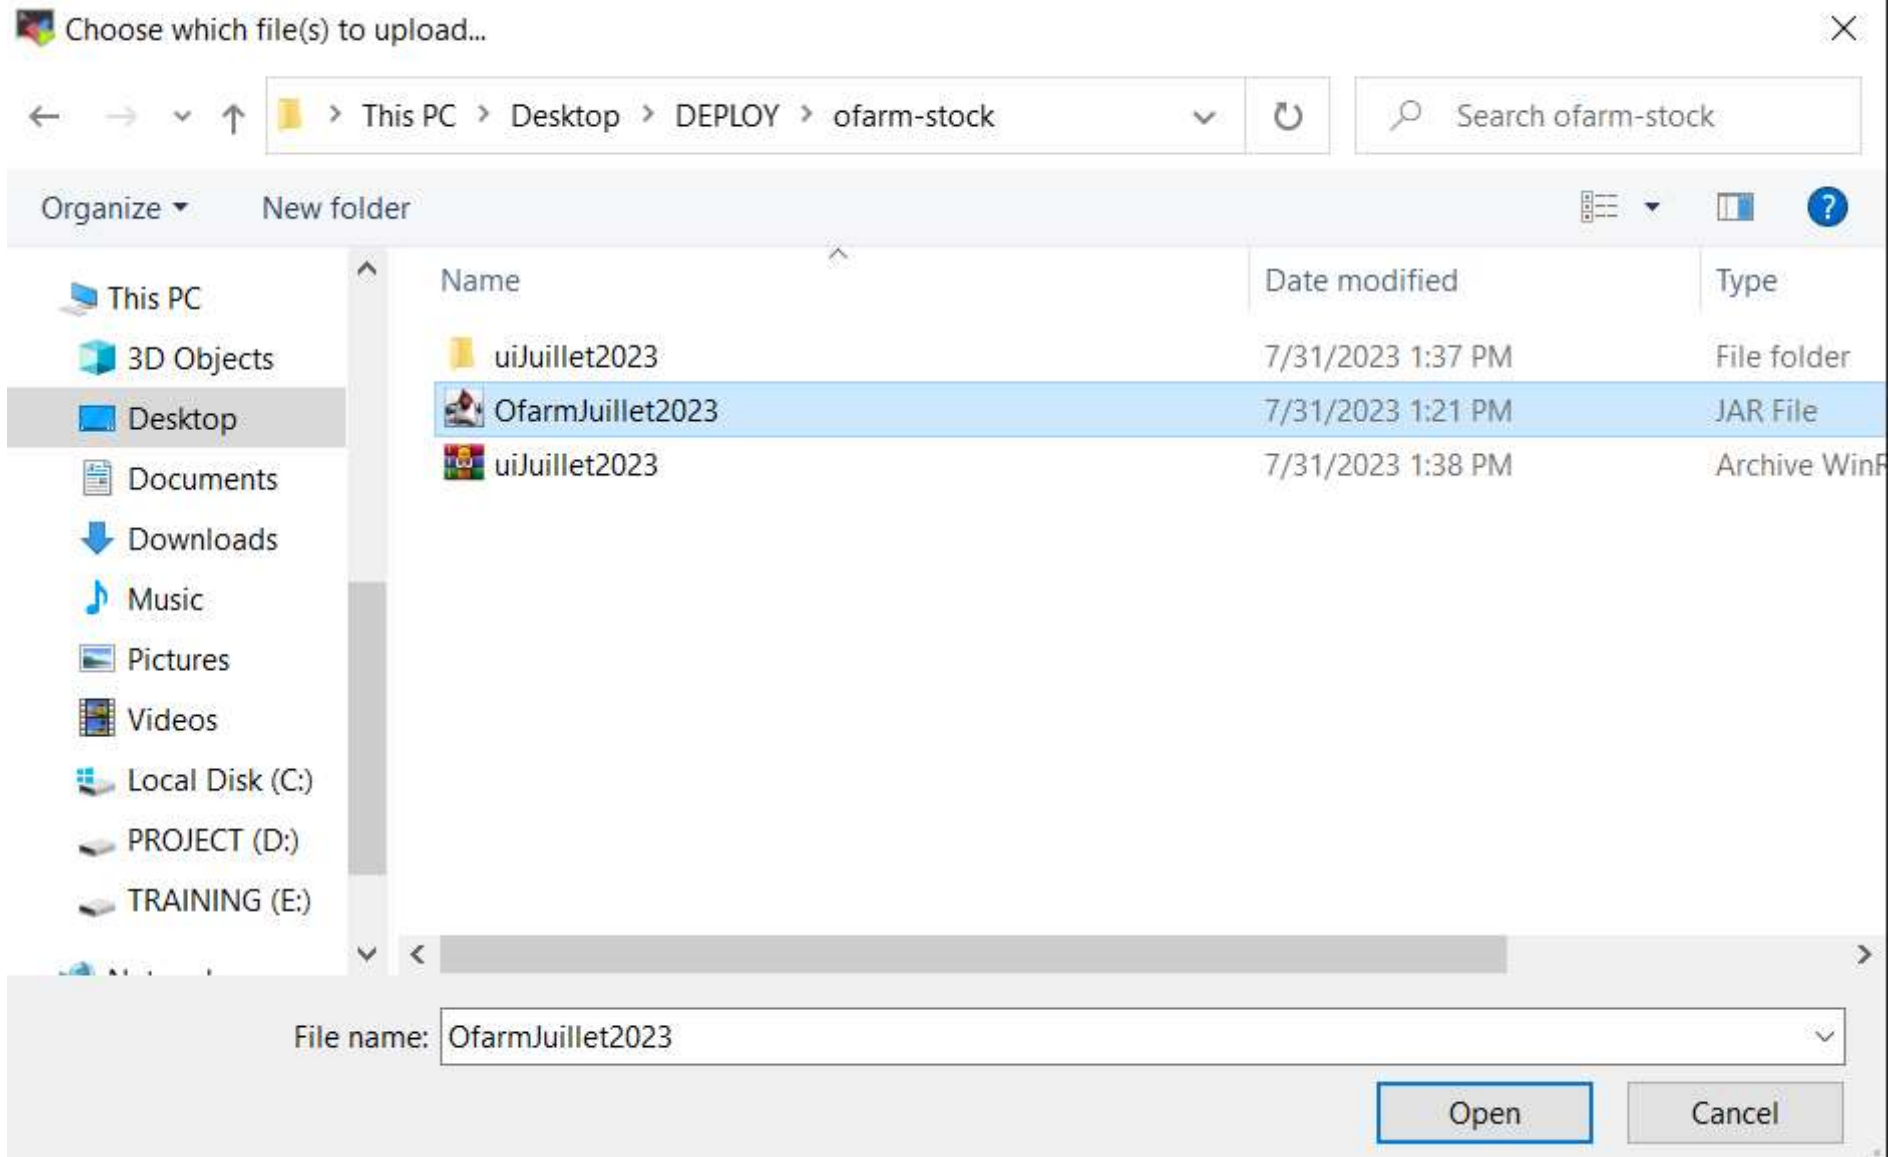 Choose which file(s) to upload...
This PC > Desktop > DEPLOY > ofarm-stock
Search ofarm-stock
Organize
New folder
?
Name
Date modified
Type
This PC
3D Objects
Desktop
Documents
Downloads
Music
Pictures
Videos
Local Disk (C:)
PROJECT (D:)
TRAINING (E:)
uiJuillet2023 7/31/2023 1:37 PM File folder
OfarmJuillet2023 7/31/2023 1:21 PM JAR File
uiJuillet2023 7/31/2023 1:38 PM Archive WinR
File name: OfarmJuillet2023
Open
Cancel